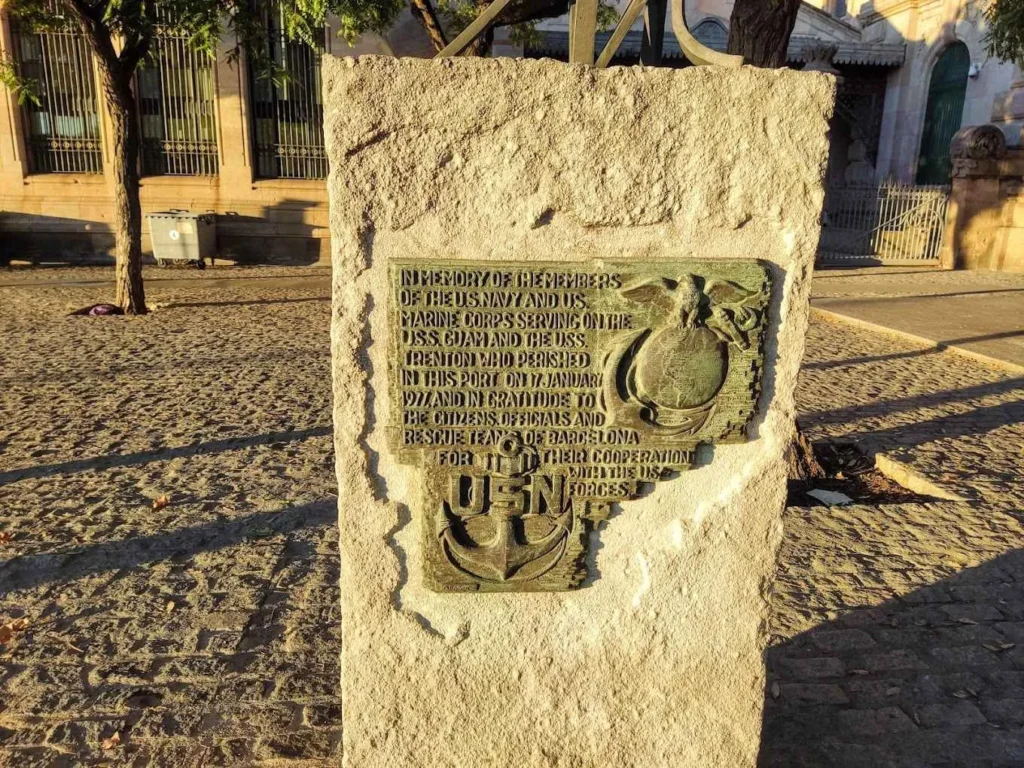 IN MEMORY OF THE MEMBERS
OF THE U.S. NAVY AND U.S.
MARINE CORPS SERVING ON THE
U.S.S. GUAM AND THE U.S.S.
TRENTON WHO PERISHED
IN THIS PORT ON 17 JANUARY
1977, AND IN GRATITUDE TO
THE CITIZENS, OFFICIALS AND
RESCUE TEAMS OF BARCELONA
FOR THEIR COOPERATION
WITH THE U.S.
FORCES
USN